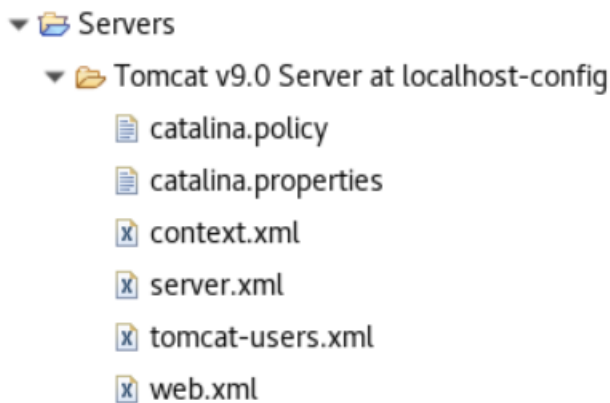 Servers
Tomcat v9.0 Server at localhost-config
catalina.policy
catalina.properties
context.xml
server.xml
tomcat-users.xml
web.xml